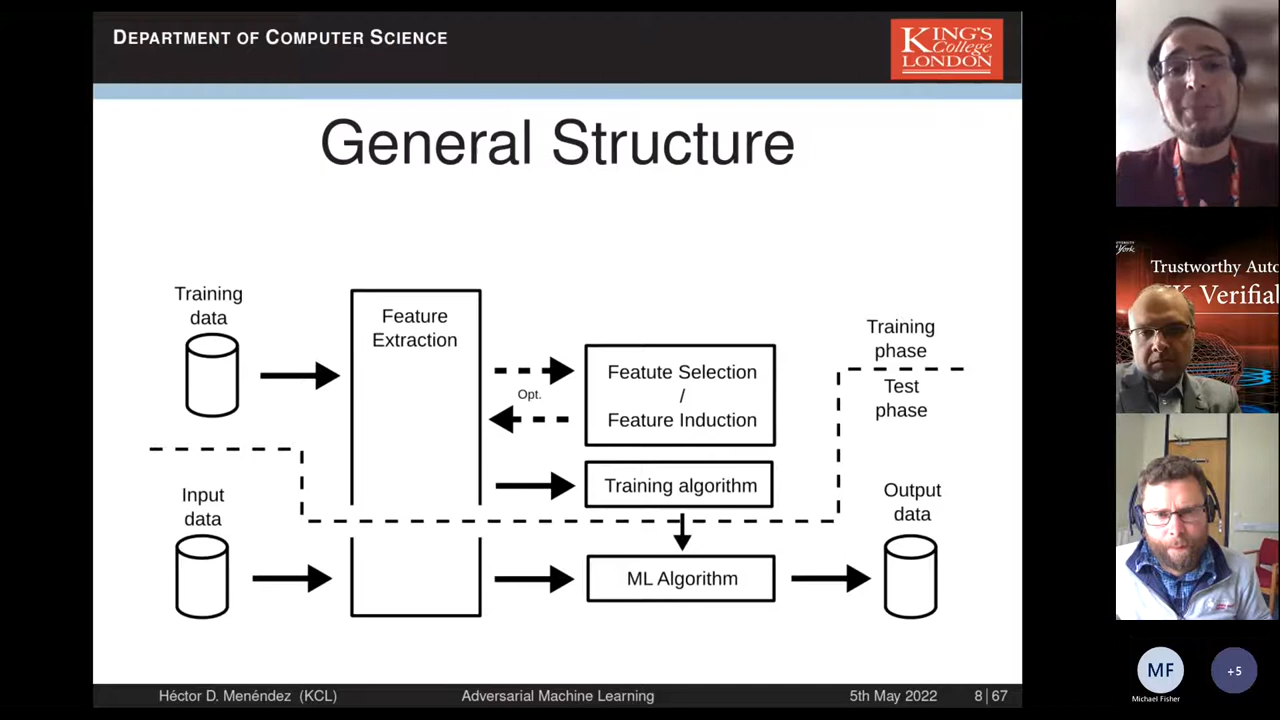 DEPARTMENT OF COMPUTER SCIENCE
KING'S
College
LONDON
General Structure
Training
data
Feature
Extraction
Opt.
Featute Selection
/
Feature Induction
Training
phase
Test
phase
Training algorithm
Input
data
ML Algorithm
Output
data
Héctor D. Menéndez (KCL)
Adversarial Machine Learning
5th May 2022
8|67
Trustworthy Auto
Verifial
MF
Michael Fisher
+5